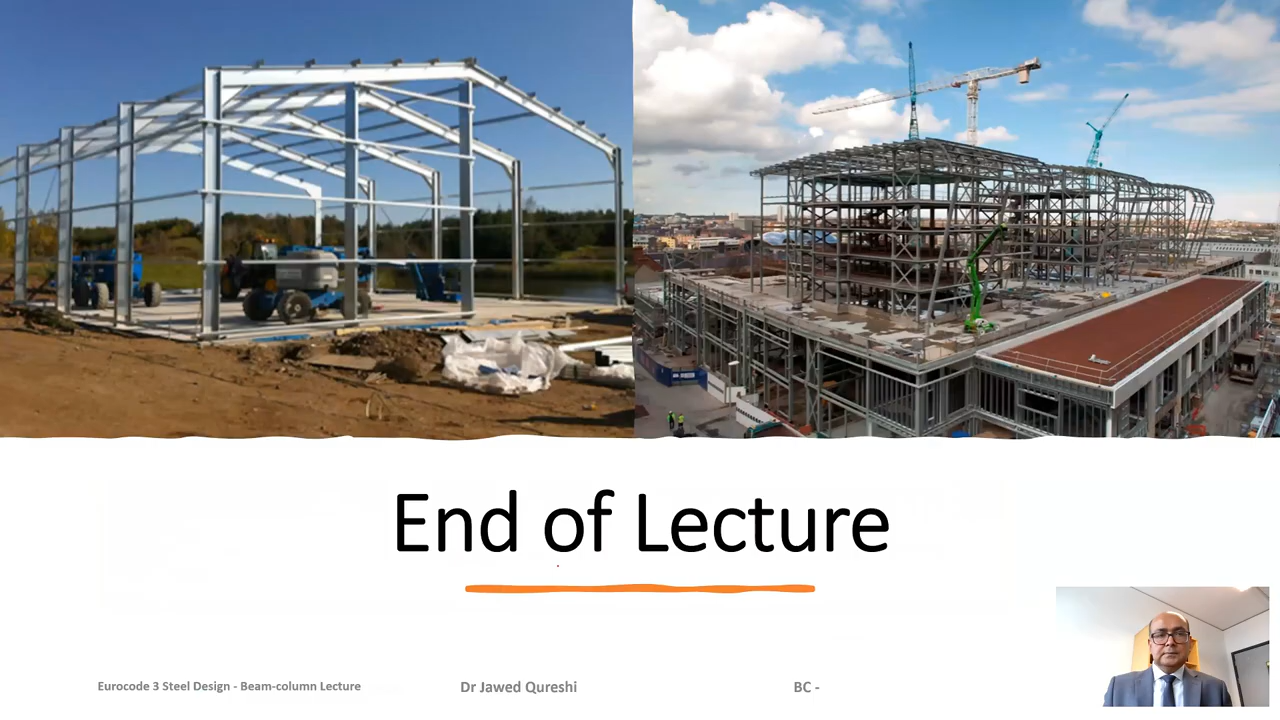 End of Lecture
Eurocode 3 Steel Design - Beam-column Lecture
Dr Jawed Qureshi
BC -